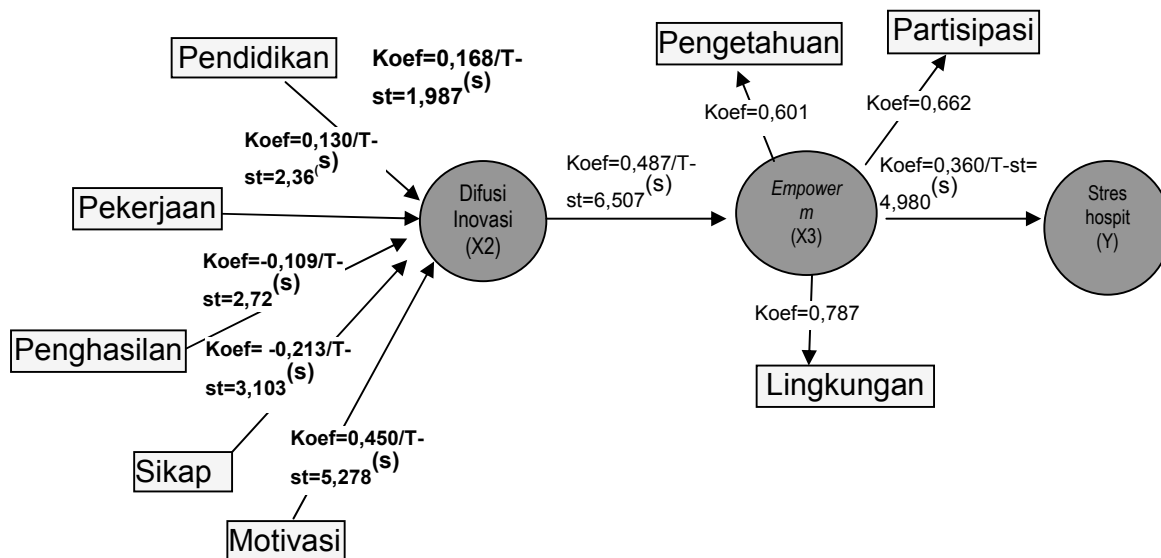 Pendidikan
Koef=0,168/T-
st=1,987(s)
Pengetahuan
Partisipasi
Koef=0,601
Koef=0,662
Koef=0,130/T-
st=2,36(s)
Pekerjaan
Difusi
Inovasi
(X2)
Koef=0,487/T-
st=6,507(s)
Empower
m
(X3)
Koef=0,360/T-st=
4,980(s)
Stres
hospit
(Y)
Koef=-0,109/T-
st=2,72(s)
Penghasilan
Koef= -0,213/T-
st=3,103(s)
Koef=0,787
Lingkungan
Sikap
Koef=0,450/T-
st=5,278(s)
Motivasi